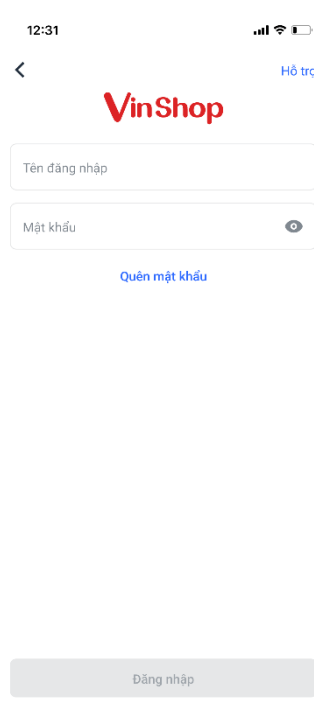 12:31
Hỗ trợ
VinShop
Tên đăng nhập
Mật khẩu
Quên mật khẩu
Đăng nhập